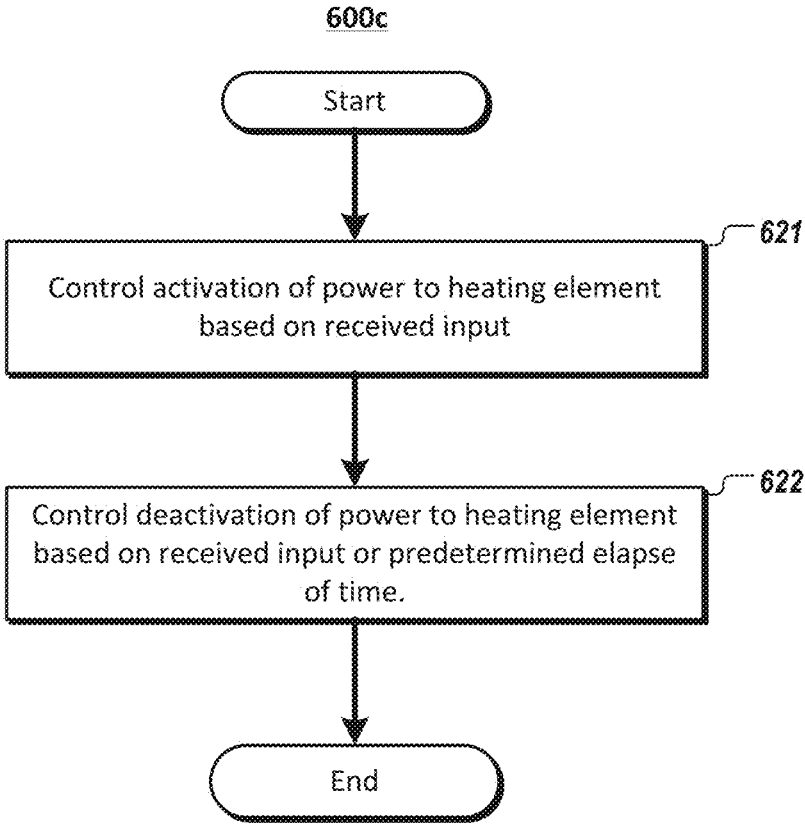 600c
Start
621
Control activation of power to heating element
based on received input
622
Control deactivation of power to heating element
based on received input or predetermined elapse
of time.
End